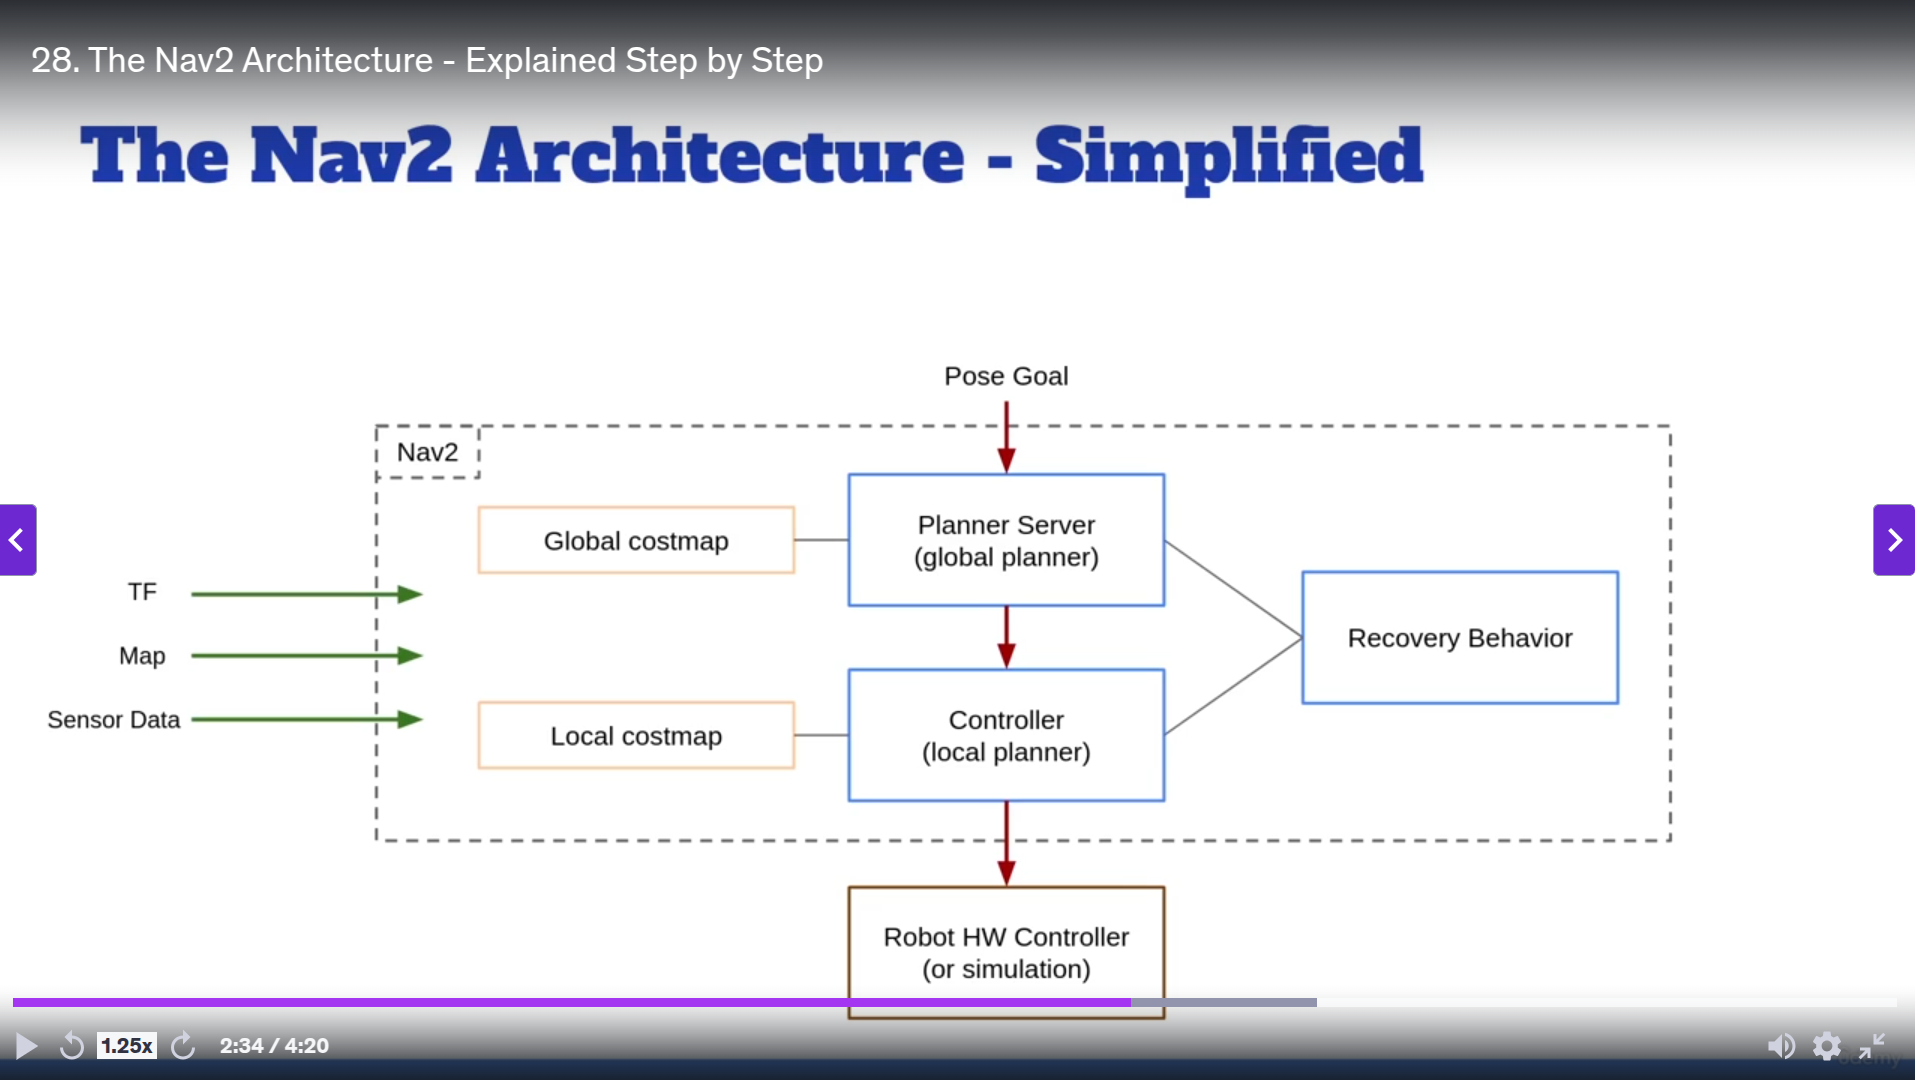 28. The Nav2 Architecture - Explained Step by Step
The Nav2 Architecture - Simplified
Pose Goal
Nav2
Global costmap
Planner Server
(global planner)
TF
Map
Sensor Data
Recovery Behavior
Local costmap
Controller
(local planner)
Robot HW Controller
(or simulation)
1.25x
2:34 / 4:20